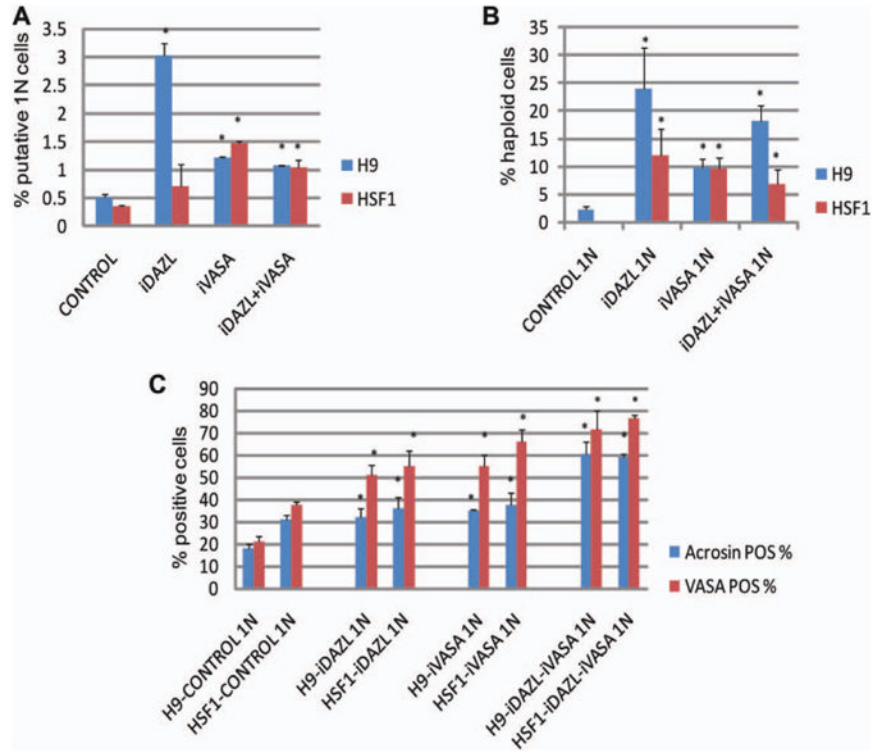 A
% putative 1N cells
3.5
3
2.5
2
1.5
1
0.5
0
*
*
*
* *
CONTROL
iDAZL
iVASA
iDAZL+iVASA
H9
HSF1
B
% haploid cells
35
30
25
20
15
10
5
0
*
*
* *
*
*
CONTROL 1N
iDAZL 1N
iVASA 1N
iDAZL+iVASA 1N
H9
HSF1
C
% positive cells
90
80
70
60
50
40
30
20
10
0
*
*
*
*
*
*
*
*
*
*
*
*
H9-CONTROL 1N
HSF1-CONTROL 1N
H9-iDAZL 1N
HSF1-iDAZL 1N
H9-iVASA 1N
HSF1-iVASA 1N
H9-iDAZL-iVASA 1N
HSF1-iDAZL-iVASA 1N
Acrosin POS %
VASA POS %